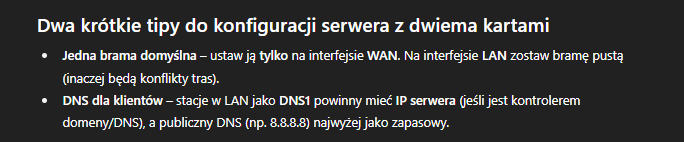 Dwa krótkie tipy do konfiguracji serwera z dwiema kartami
• Jedna brama domyślna – ustaw ją tylko na interfejsie WAN. Na interfejsie LAN zostaw bramę pustą
(inaczej będą konflikty tras).
• DNS dla klientów – stacje w LAN jako DNS1 powinny mieć IP serwera (jeśli jest kontrolerem
domeny/DNS), a publiczny DNS (np. 8.8.8.8) najwyżej jako zapasowy.